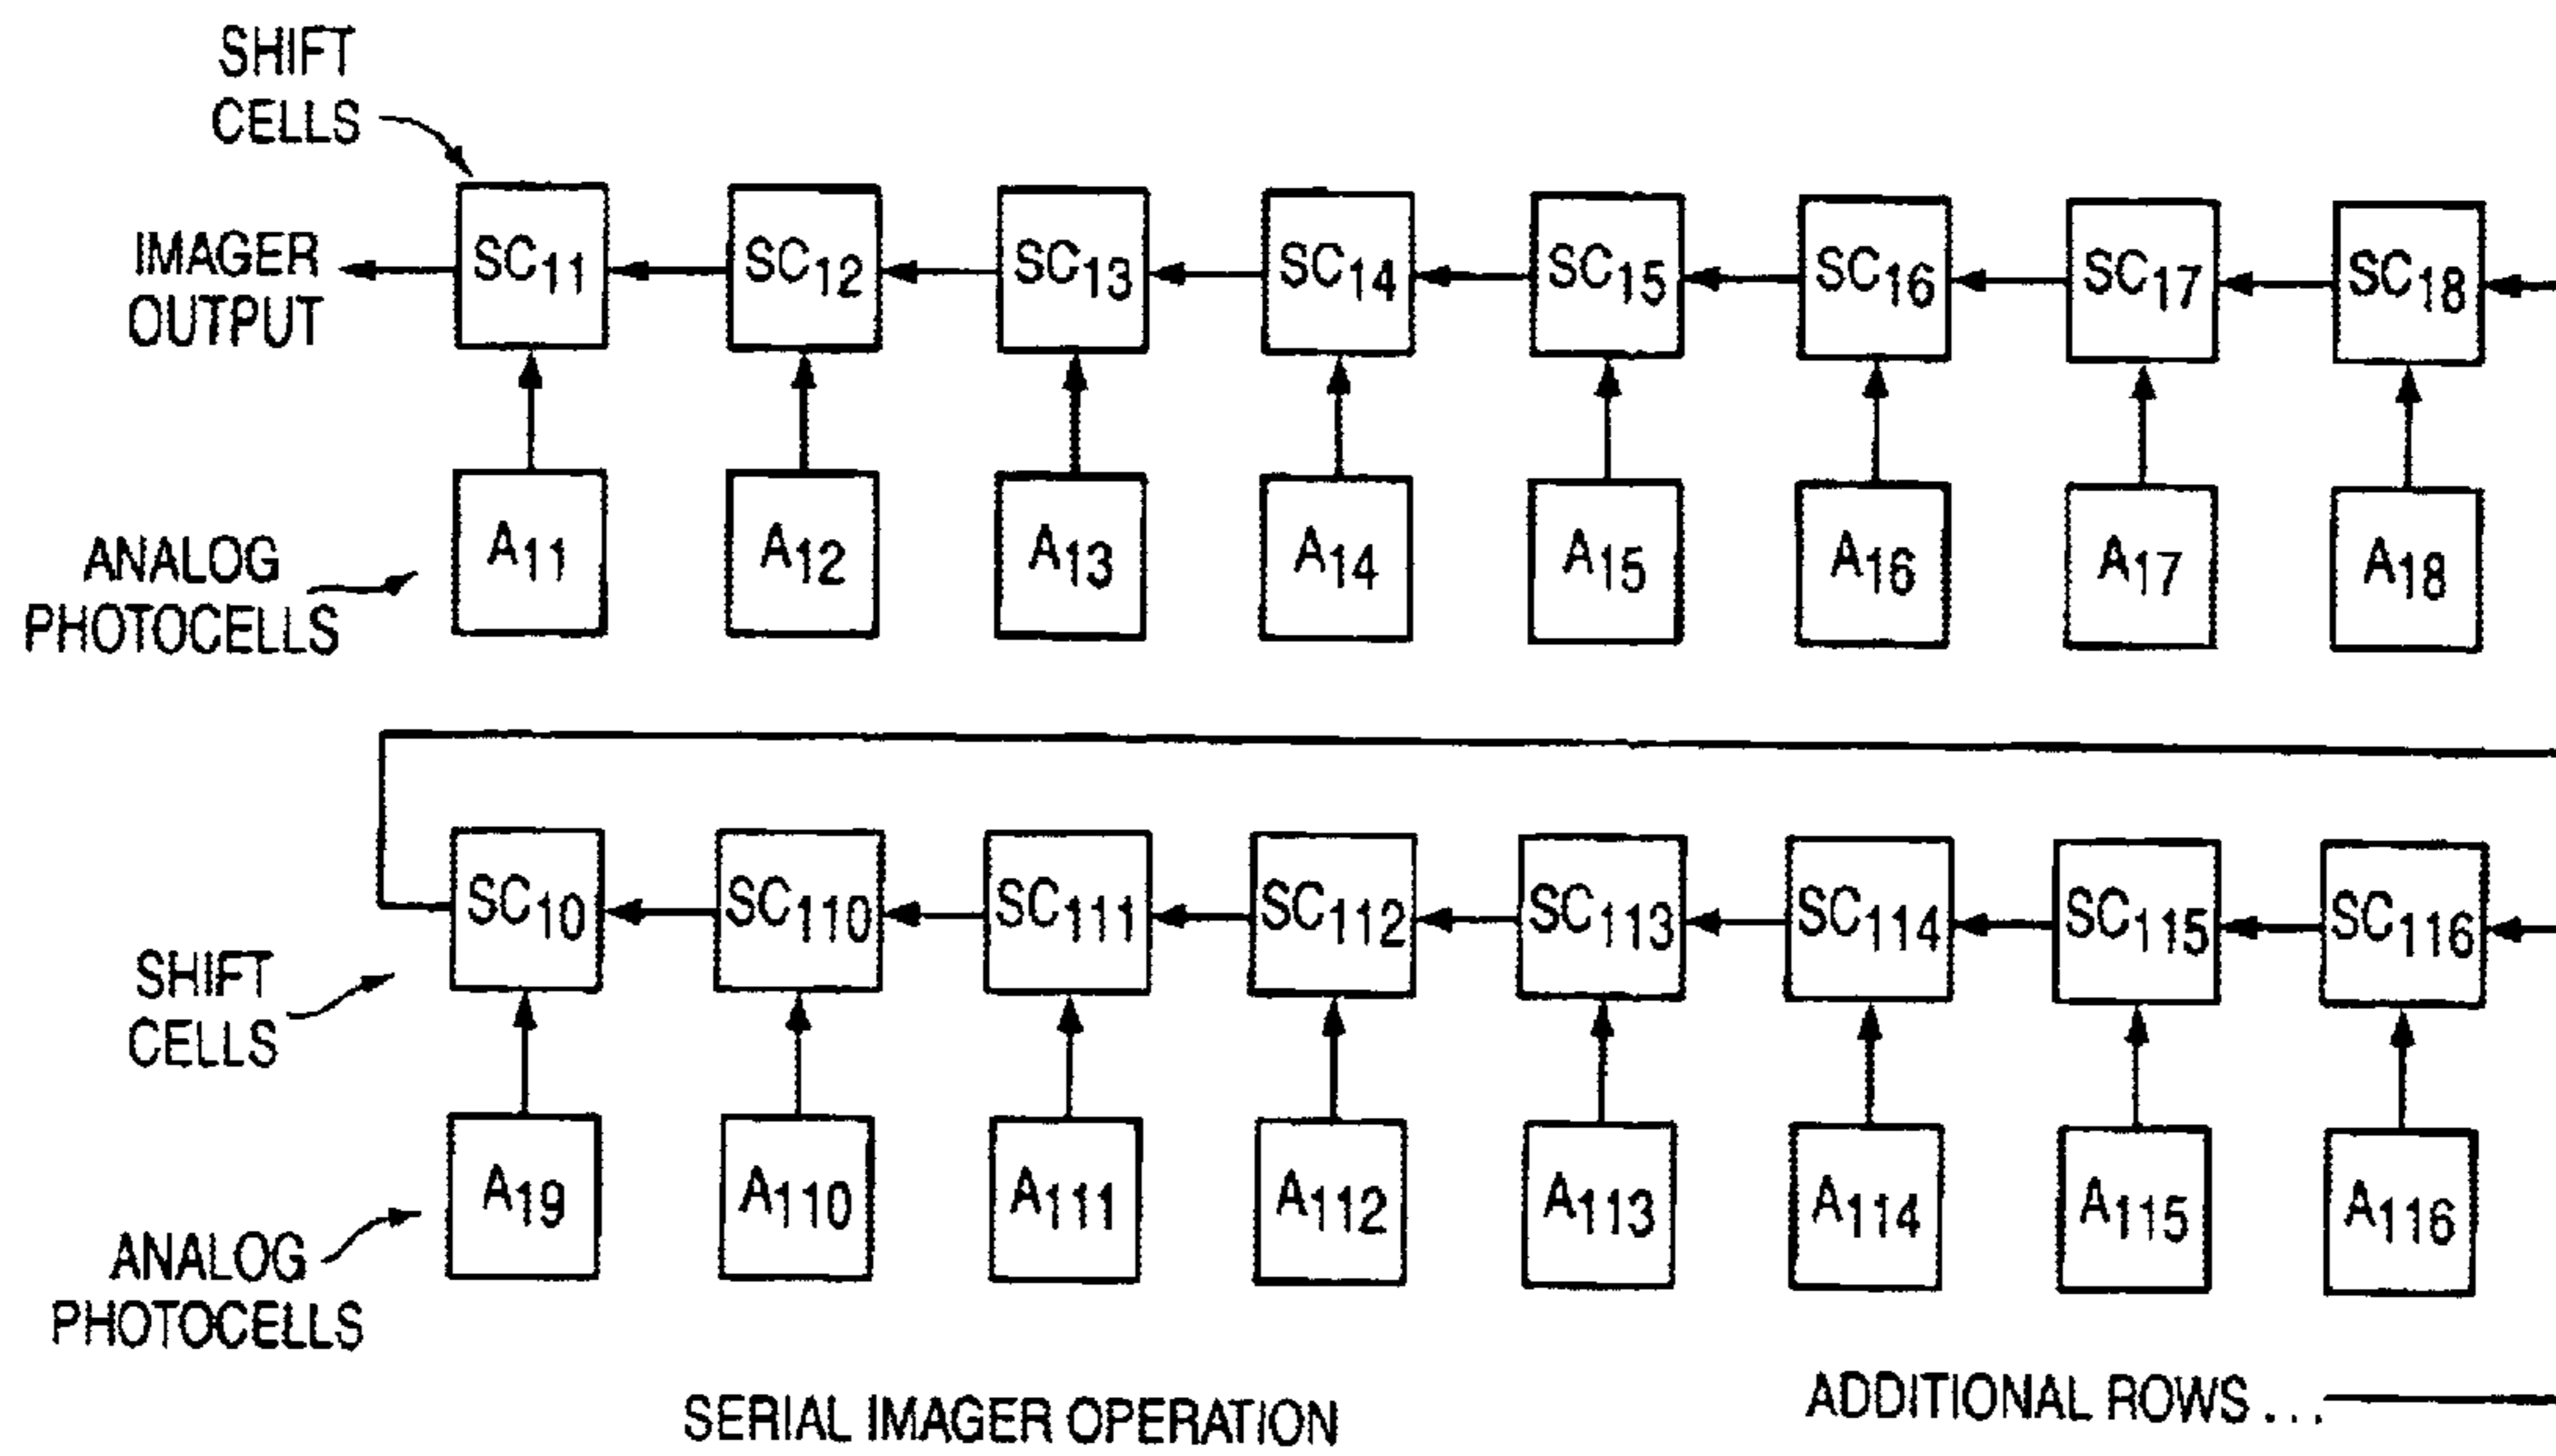 SHIFT
CELLS
IMAGER
OUTPUT
SC11 SC12 SC13 SC14 SC15 SC16 SC17 SC18
ANALOG
PHOTOCELLS
A11 A12 A13 A14 A15 A16 A17 A18
SC10 SC110 SC111 SC112 SC113 SC114 SC115 SC116
SHIFT
CELLS
A19 A110 A111 A112 A113 A114 A115 A116
ANALOG
PHOTOCELLS
SERIAL IMAGER OPERATION
ADDITIONAL ROWS ...